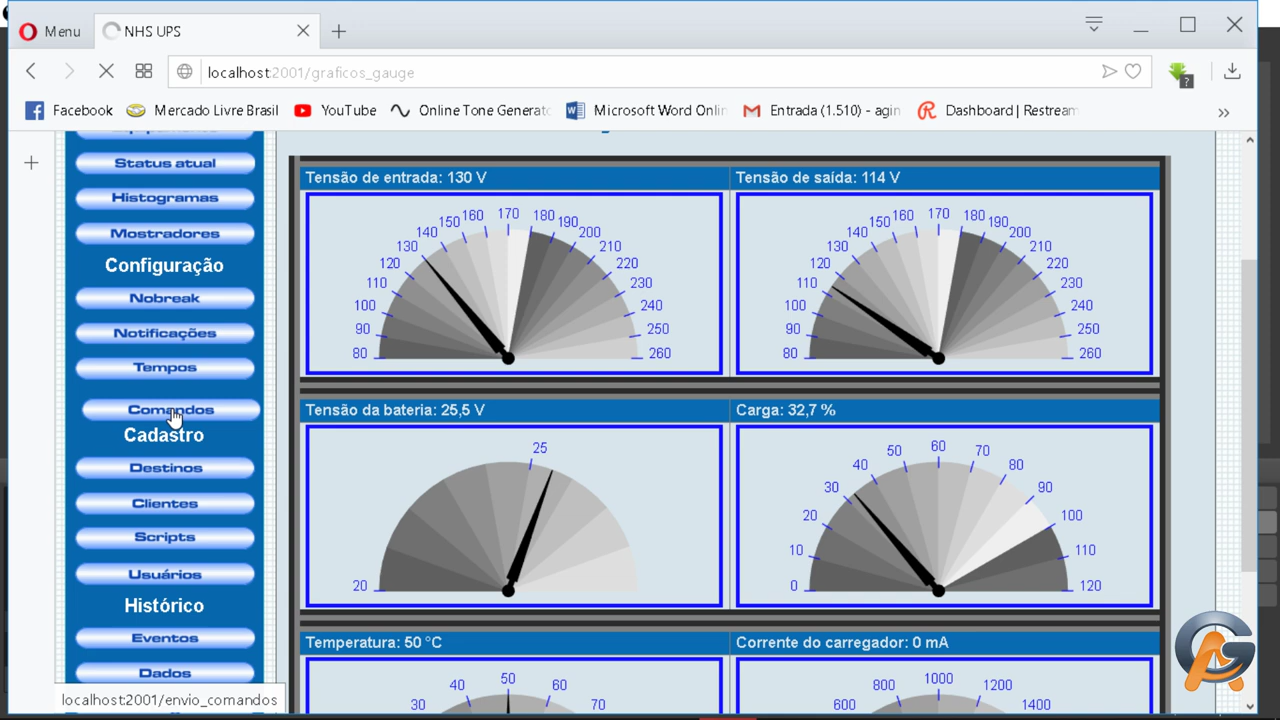 Menu
NHS UPS
localhost:2001/graficos_gauge
?
Facebook
Mercado Livre Brasil
YouTube
Online Tone Generato
Microsoft Word Onlin
Entrada (1.510) - agin
Dashboard | Restream
Status atual
Histogramas
Mostradores
Configuração
Nobreak
Notificações
Tempos
Comandos
Cadastro
Destinos
Clientes
Scripts
Usuários
Histórico
Eventos
Dados
localhost:2001/envio_comandos
Tensão de entrada: 130 V
80 90 100 110 120 130 140 150 160 170 180 190 200 210 220 230 240 250 260
Tensão de saída: 114 V
80 90 100 110 120 130 140 150 160 170 180 190 200 210 220 230 240 250 260
Tensão da bateria: 25,5 V
20 25
Carga: 32,7 %
0 10 20 30 40 50 60 70 80 90 100 110 120
Temperatura: 50 °C
30 40 50 60 70
Corrente do carregador: 0 mA
600 800 1000 1200 1400